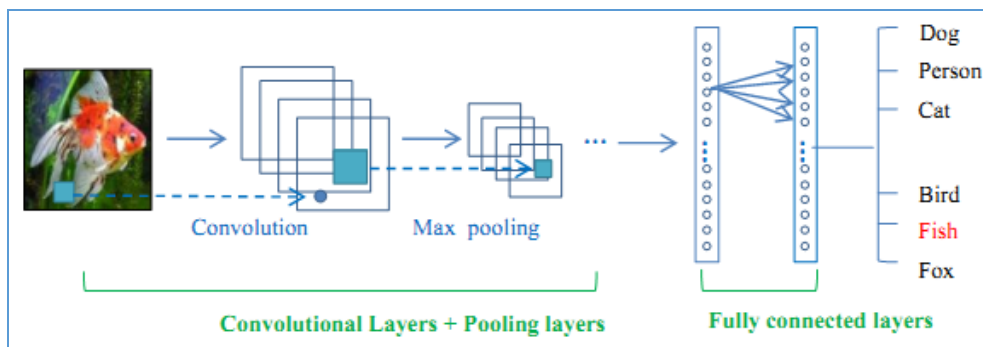 Dog
Person
Cat
...
Bird
Convolution
Max pooling
Fish
Fox
Convolutional Layers + Pooling layers
Fully connected layers